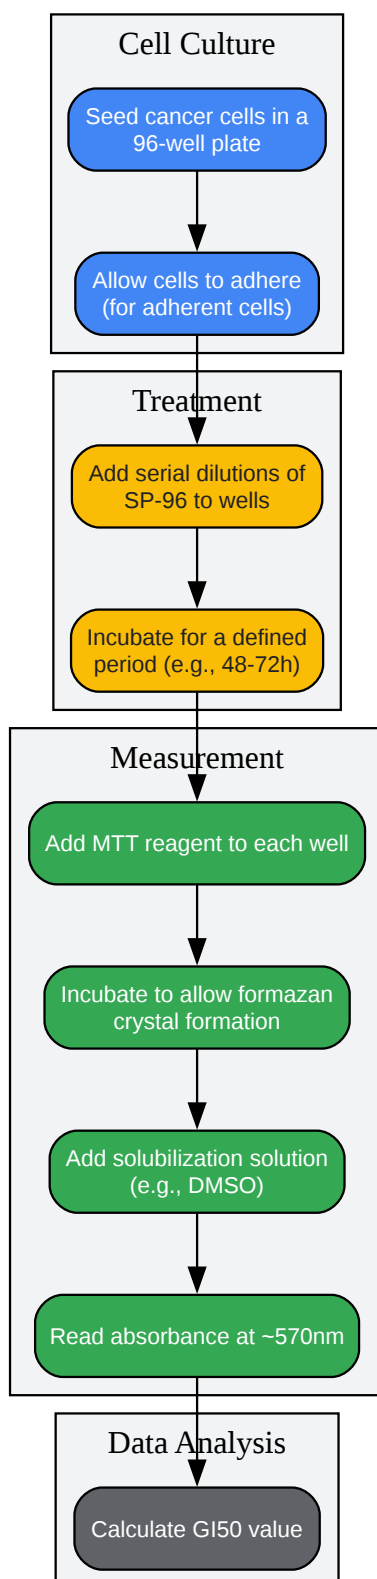 Cell Culture
Seed cancer cells in a
96-well plate
Allow cells to adhere
(for adherent cells)
Treatment
Add serial dilutions of
SP-96 to wells
Incubate for a defined
period (e.g., 48-72h)
Measurement
Add MTT reagent to each well
Incubate to allow formazan
crystal formation
Add solubilization solution
(e.g., DMSO)
Read absorbance at ~570nm
Data Analysis
Calculate GI50 value